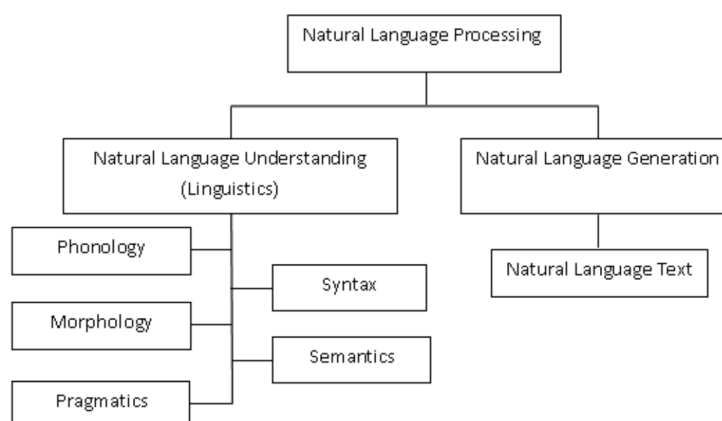 Natural Language Processing
Natural Language Understanding
(Linguistics)
Natural Language Generation
Phonology
Natural Language Text
Syntax
Morphology
Semantics
Pragmatics